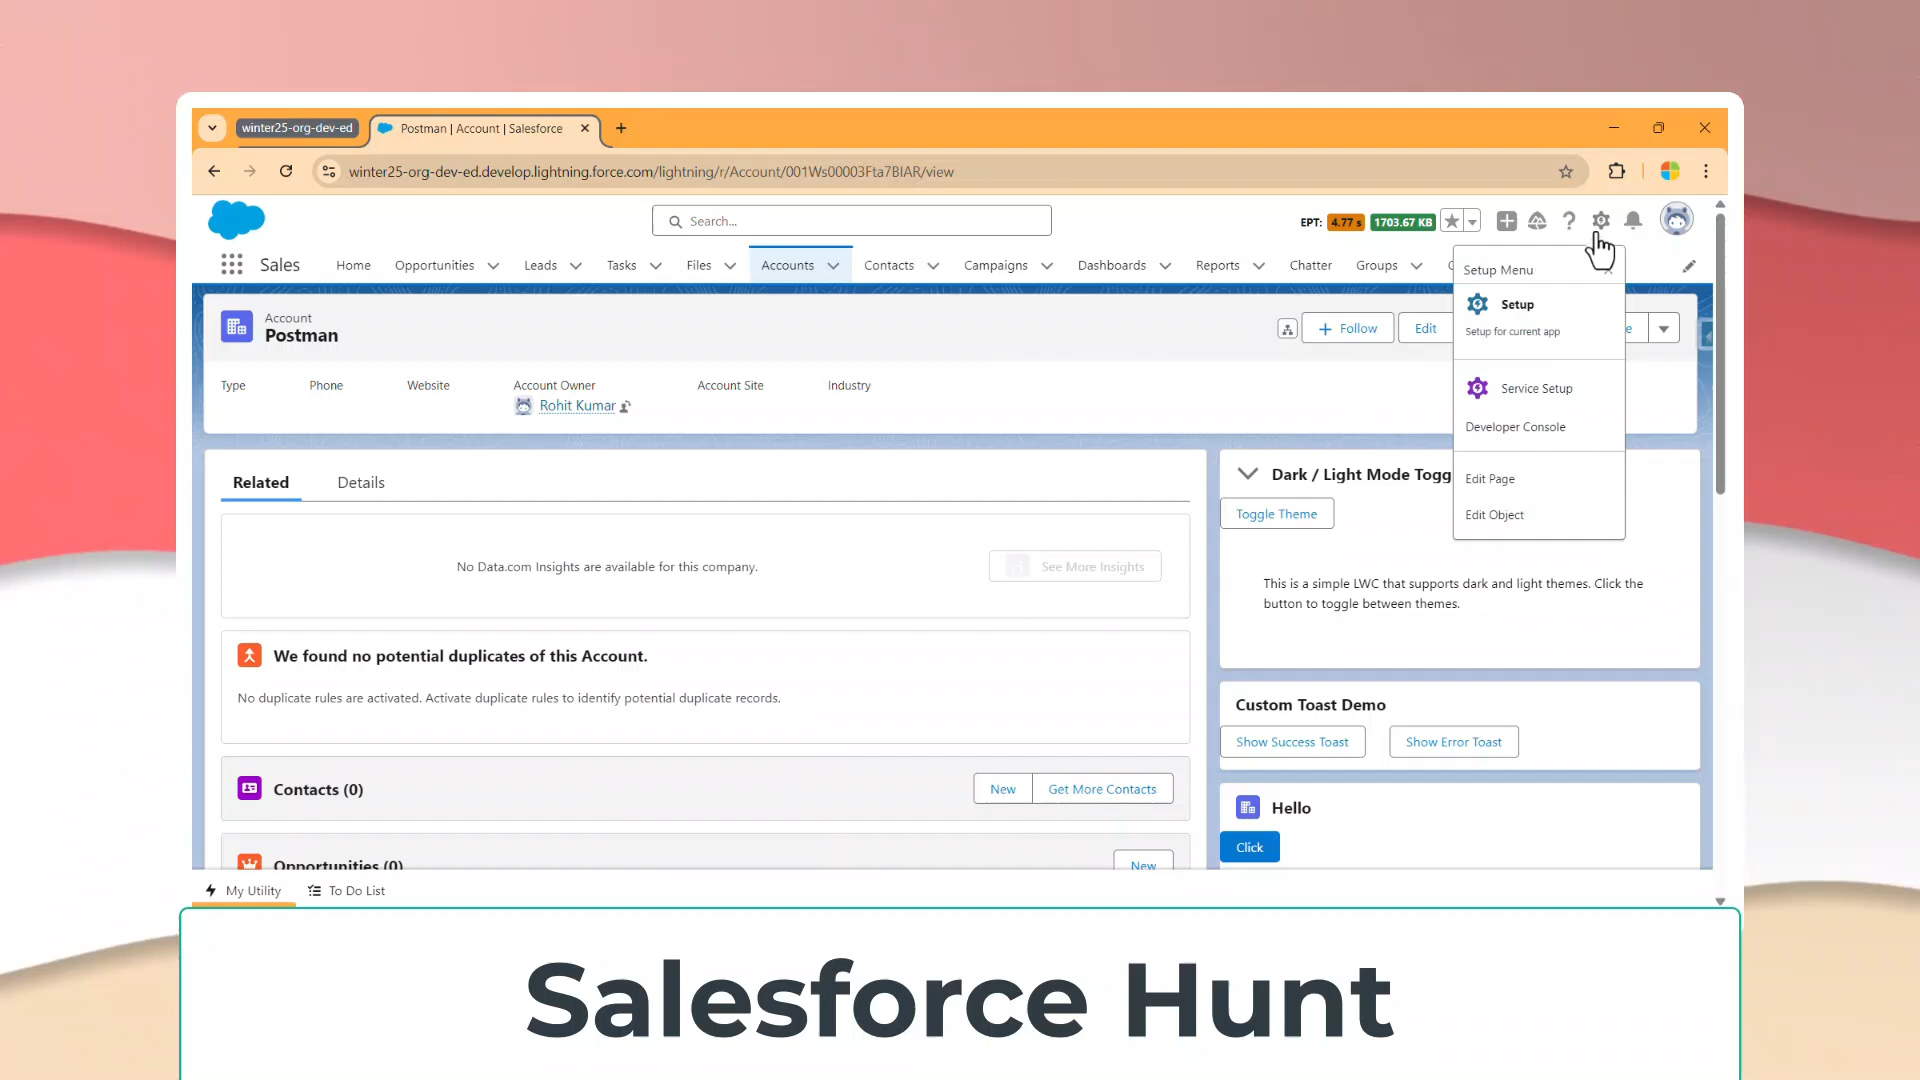 winter25-org-dev-ed
Postman | Account | Salesforce
winter25-org-dev-ed.develop.lightning.force.com/lightning/r/Account/001Ws00003Fta7BIAR/view
Search...
EPT: 4.77 s 1703.67 KB
Sales
Home
Opportunities
Leads
Tasks
Files
Accounts
Contacts
Campaigns
Dashboards
Reports
Chatter
Groups
Setup Menu
Setup
Setup for current app
Service Setup
Developer Console
Edit Page
Edit Object
Account
Postman
Follow
Edit
Type
Phone
Website
Account Owner
Account Site
Industry
Rohit Kumar
Related
Details
No Data.com Insights are available for this company.
See More Insights
We found no potential duplicates of this Account.
No duplicate rules are activated. Activate duplicate rules to identify potential duplicate records.
Contacts (0)
New
Get More Contacts
Opportunities (0)
New
Dark / Light Mode Togg
Toggle Theme
This is a simple LWC that supports dark and light themes. Click the
button to toggle between themes.
Custom Toast Demo
Show Success Toast
Show Error Toast
Hello
Click
My Utility
To Do List
Salesforce Hunt